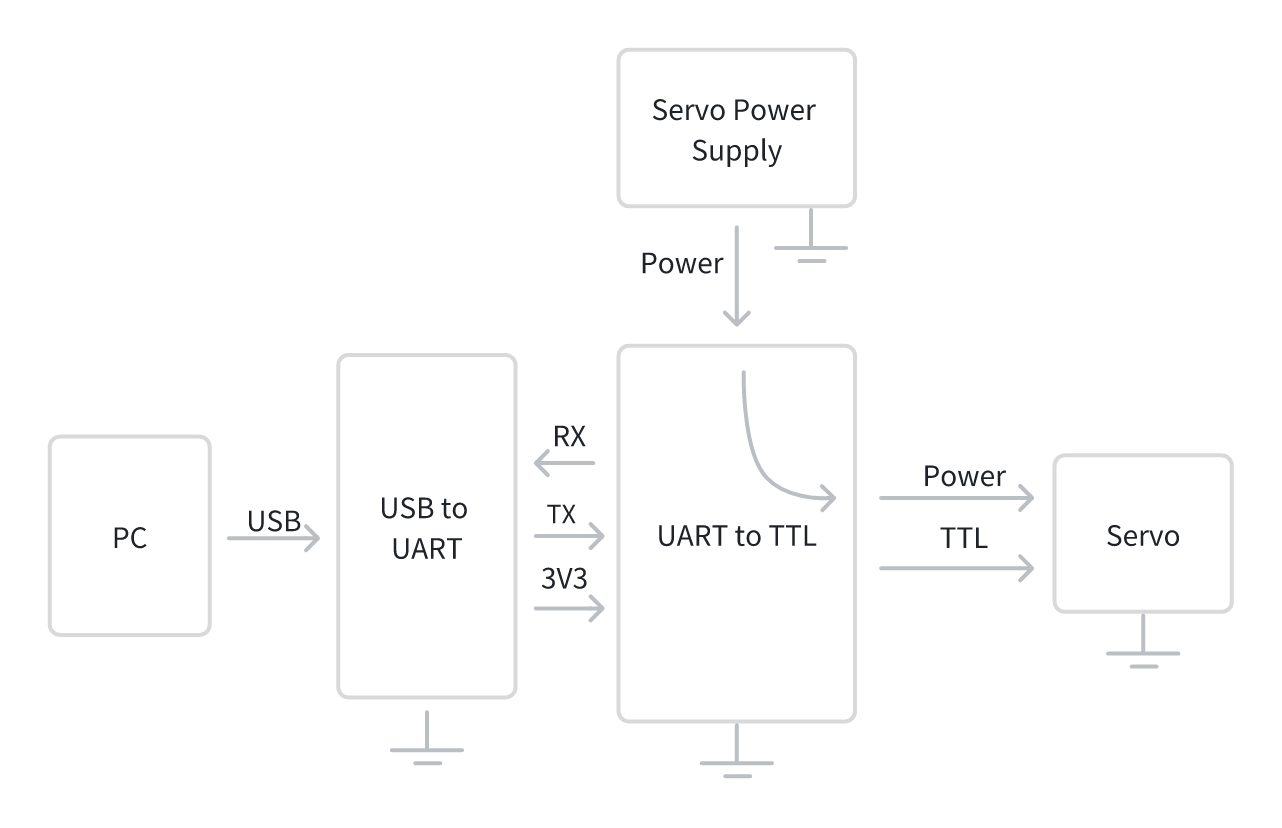 Servo Power
Supply
Power
RX
TX
3V3
USB
PC
USB to
UART
UART to TTL
Power
TTL
Servo